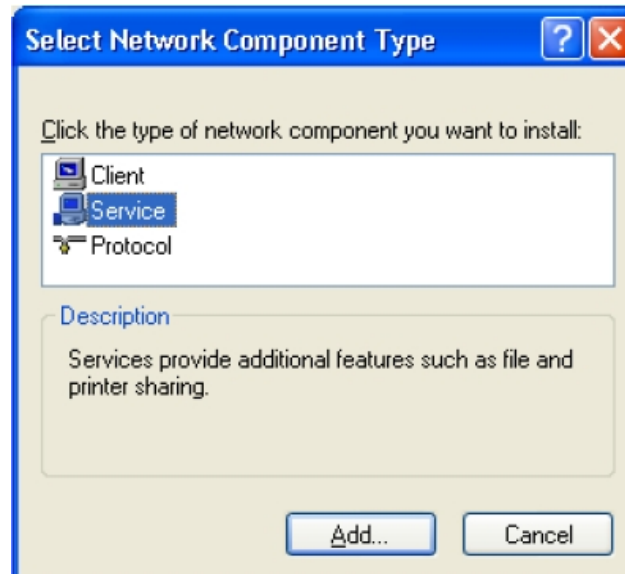 Select Network Component Type
Click the type of network component you want to install:
Client
Service
Protocol
Description
Services provide additional features such as file and
printer sharing.
Add...
Cancel